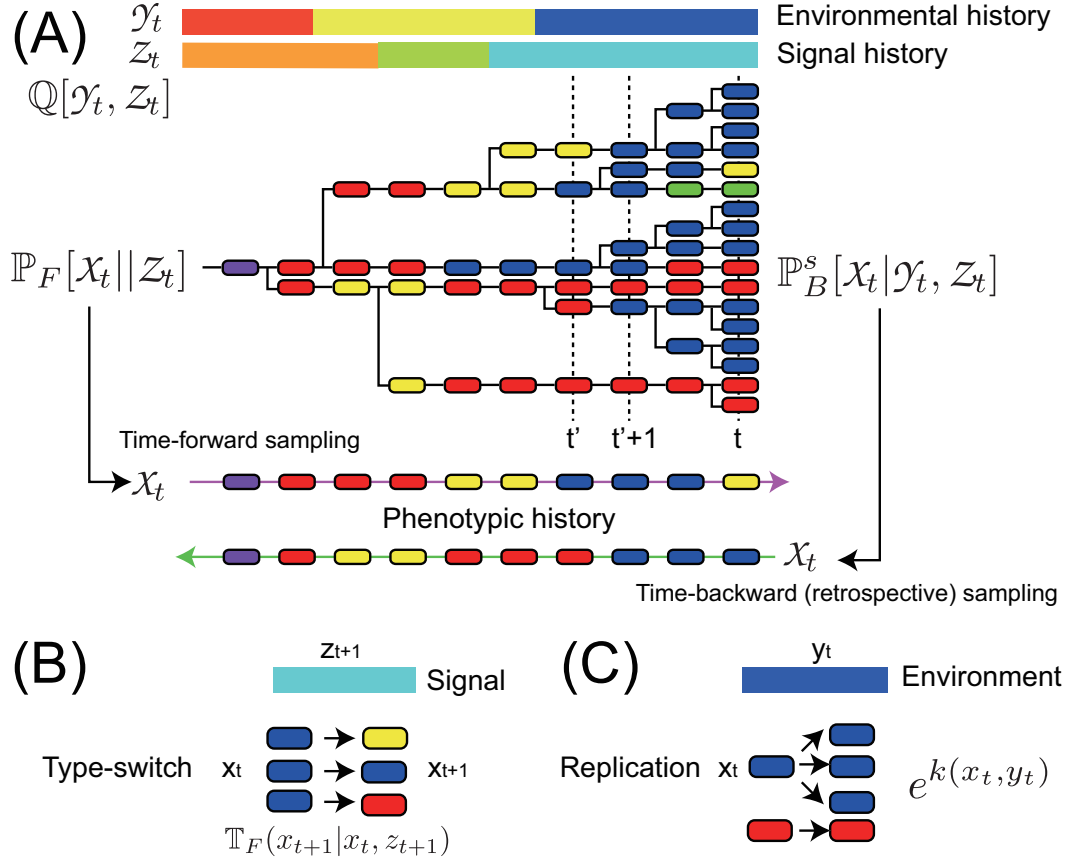 (A)
𝒴t
Environmental history
𝒵t
Signal history
ℚ[𝒴t, 𝒵t]
ℙF[𝒳t||𝒵t]
ℙsB[𝒳t|𝒴t, 𝒵t]
t' t'+1 t
Time-forward sampling
𝒳t
Phenotypic history
𝒳t
Time-backward (retrospective) sampling
(B)
zt+1
Signal
Type-switch xt xt+1
𝕋F(xt+1|xt, zt+1)
(C)
yt
Environment
Replication xt
e^k(xt,yt)